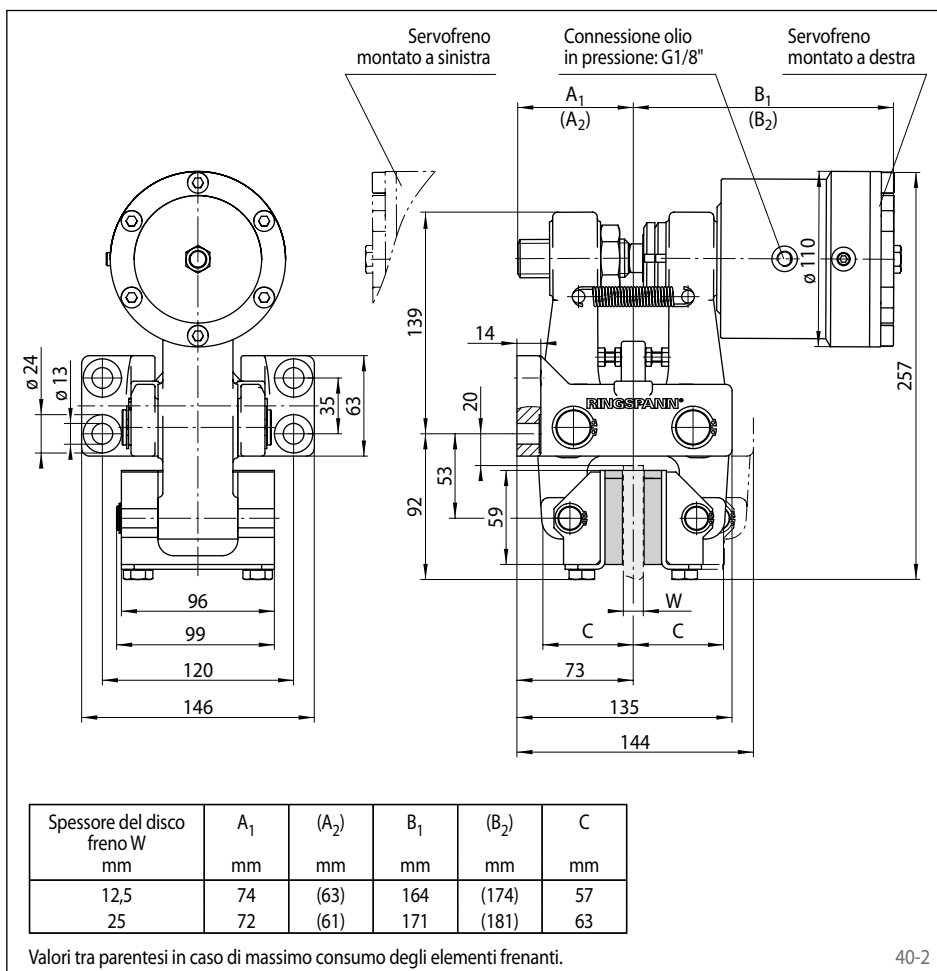 Servofreno
montato a sinistra
Connessione olio
in pressione: G1/8"
Servofreno
montato a destra
A1
(A2)
B1
(B2)
139
14
ø 110
257
ø 24
ø 13
35
63
20
RINGSPANN®
53
92
59
96
99
120
146
W
C
C
73
135
144
Spessore del disco freno W mm
A1 mm
(A2) mm
B1 mm
(B2) mm
C mm
12,5 74 (63) 164 (174) 57
25 72 (61) 171 (181) 63
Valori tra parentesi in caso di massimo consumo degli elementi frenanti.
40-2